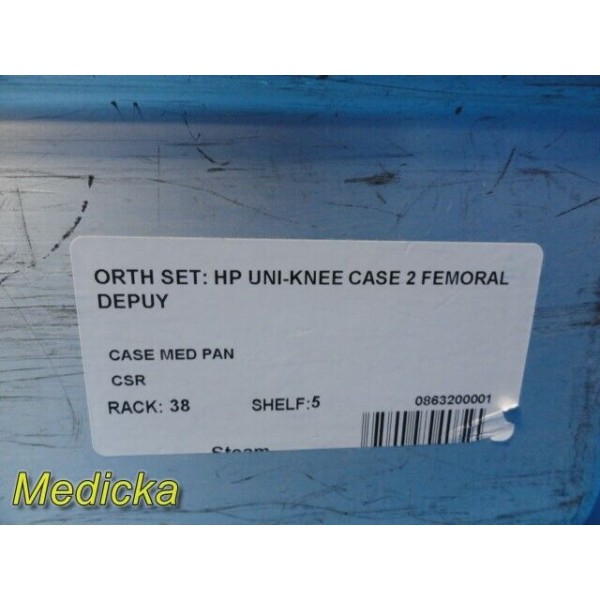 ORTH SET: HP UNI-KNEE CASE 2 FEMORAL
DEPUY
CASE MED PAN
CSR
RACK: 38 SHELF:5 0863200001
Steam
Medicka